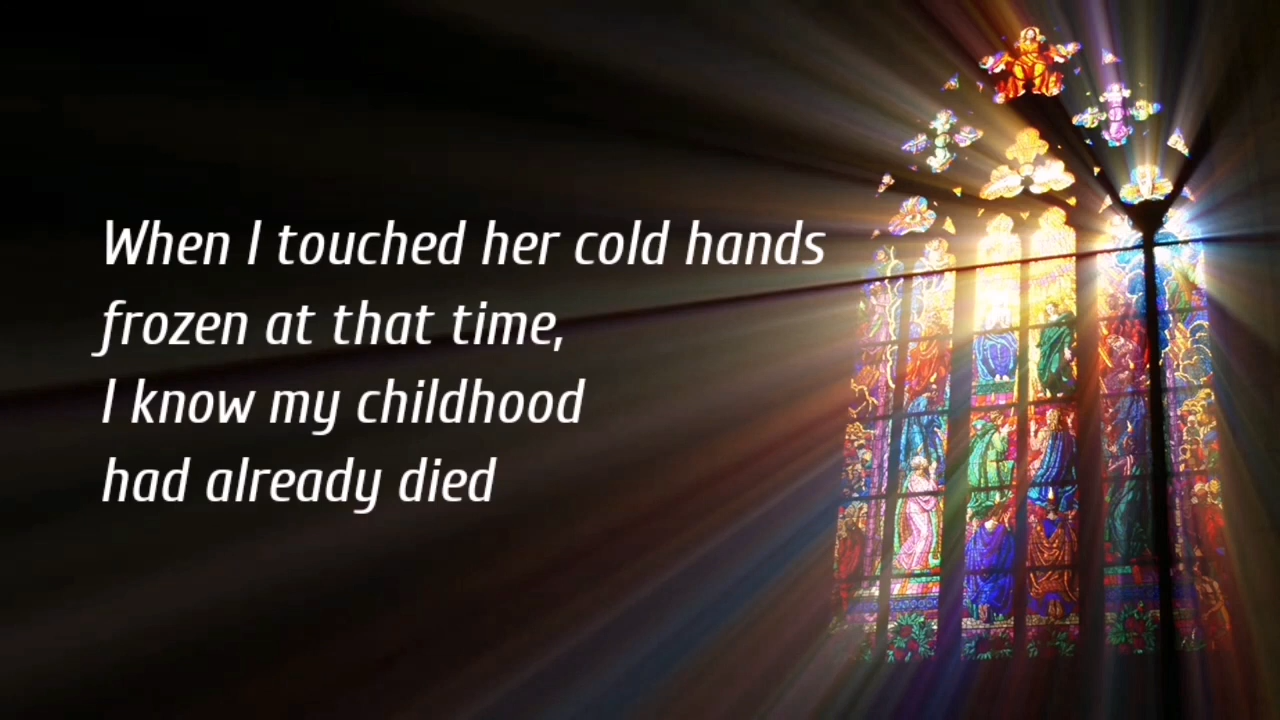 When I touched her cold hands
frozen at that time,
I know my childhood
had already died